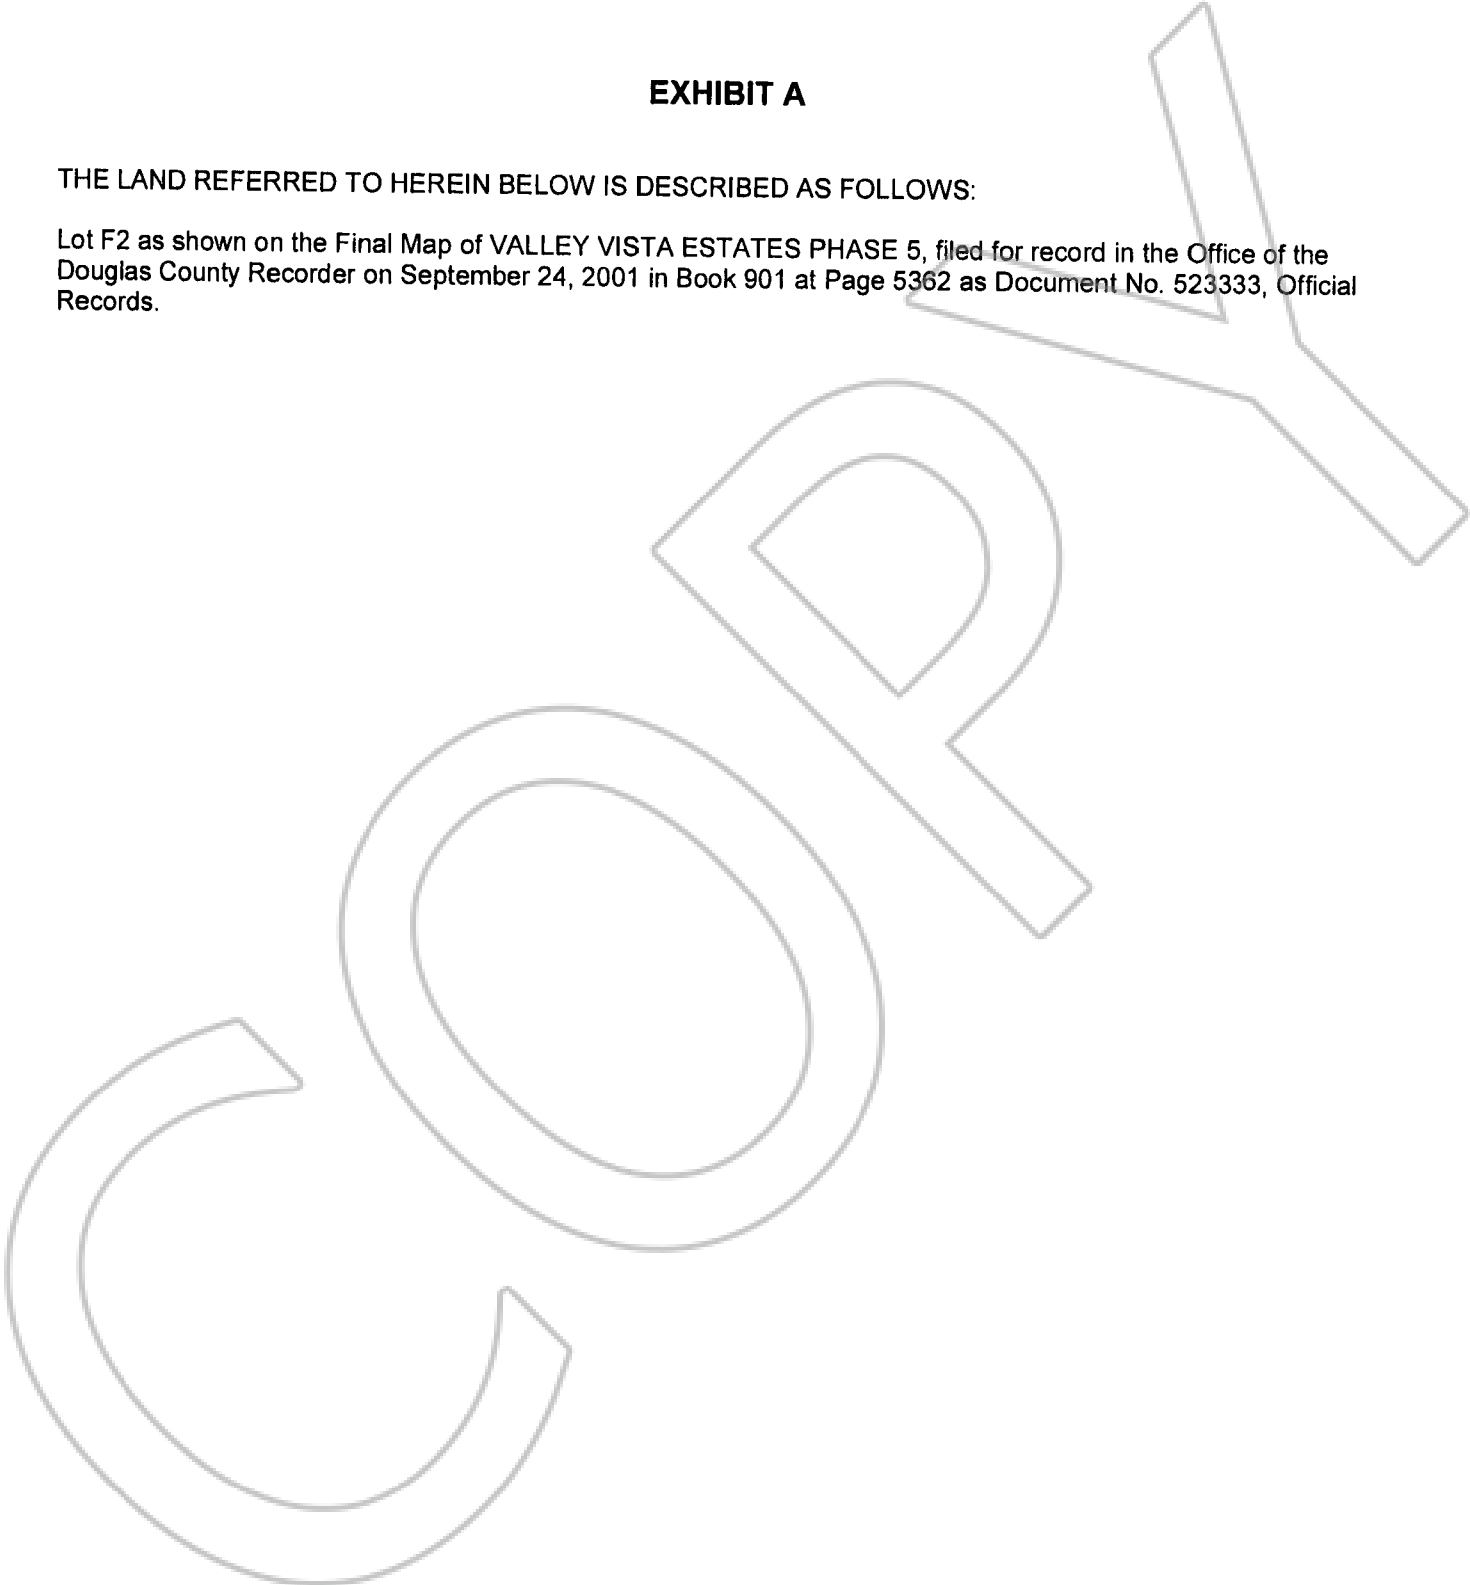 EXHIBIT A
THE LAND REFERRED TO HEREIN BELOW IS DESCRIBED AS FOLLOWS:
Lot F2 as shown on the Final Map of VALLEY VISTA ESTATES PHASE 5, filed for record in the Office of the
Douglas County Recorder on September 24, 2001 in Book 901 at Page 5362 as Document No. 523333, Official
Records.
COPY